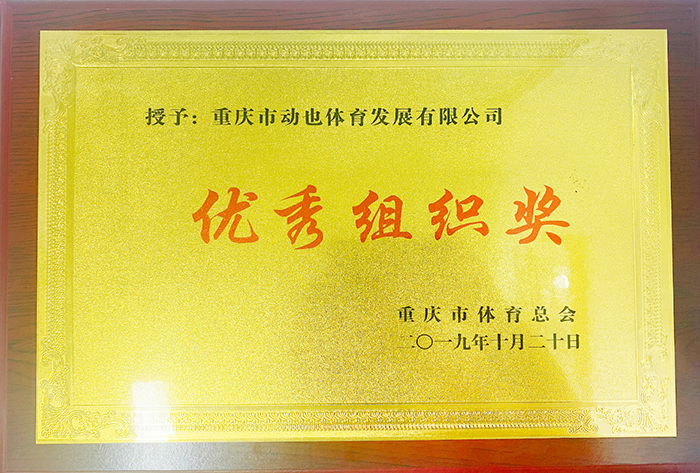 授予：重庆市动也体育发展有限公司
优秀组织奖
重庆市体育总会
二〇一九年十月二十日